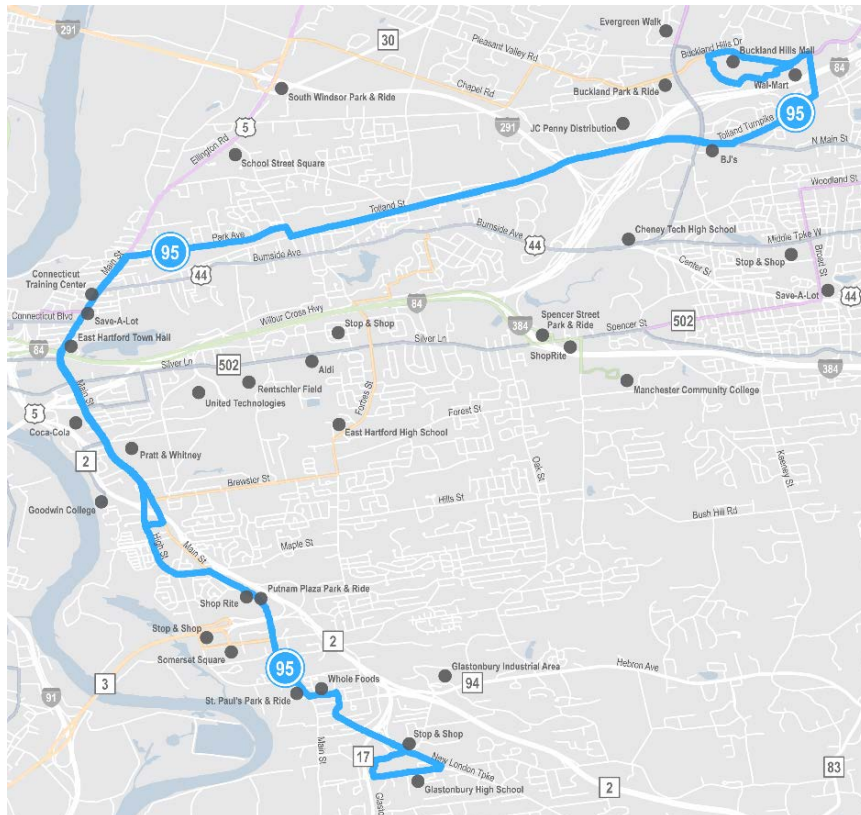 Evergreen Walk
291
30
Pleasant Valley Rd
Buckland Hills Dr
Buckland Hills Mall
84
Wal-Mart
Chapel Rd
Buckland Park & Ride
South Windsor Park & Ride
5
291
JC Penny Distribution
Tolland Turnpike
95
N Main St
Ellington Rd
School Street Square
BJ's
Woodland St
Tolland St
Park Ave
95
Burnside Ave
44
Cheney Tech High School
Middle Tpke W
Main St
Burnside Ave
44
Center St
Stop & Shop
Broad St
Connecticut
Training Center
Save-A-Lot
44
Connecticut Blvd
Save-A-Lot
Wilbur Cross Hwy
84
Stop & Shop
384
Spencer Street
Park & Ride
Spencer St
502
East Hartford Town Hall
84
Silver Ln
502
Aldi
ShopRite
384
Main St
Rentschler Field
United Technologies
Forbes St
Manchester Community College
5
Coca-Cola
Forest St
East Hartford High School
2
Pratt & Whitney
Oak St
Keeney St
Brewster St
Goodwin College
Hills St
Bush Hill Rd
High St
Main St
Maple St
Shop Rite
Putnam Plaza Park & Ride
Stop & Shop
2
Somerset Square
95
Glastonbury Industrial Area
Hebron Ave
3
94
91
St. Paul's Park & Ride
Whole Foods
Main St
Stop & Shop
17
New London Tpke
83
Glastonbury High School
2